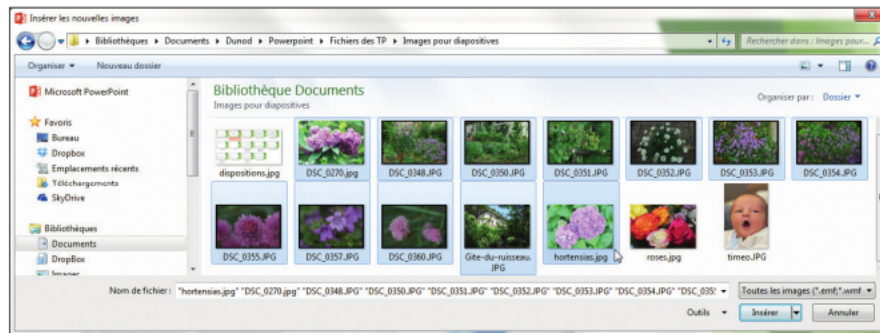 Insérer les nouvelles images
Bibliothèques ▸ Documents ▸ Dunod ▸ Powerpoint ▸ Fichiers des TP ▸ Images pour diapositives
Rechercher dans : Images pour...
Organiser ▾ Nouveau dossier
Microsoft PowerPoint
Favoris
Bureau
Dropbox
Emplacements récents
Téléchargements
SkyDrive
Bibliothèques
Documents
DropBox
Images
Bibliothèque Documents
Images pour diapositives
Organiser par : Dossier ▾
dispositions.jpg DSC_0270.jpg DSC_0348.JPG DSC_0350.JPG DSC_0351.JPG DSC_0352.JPG DSC_0353.JPG DSC_0354.JPG
DSC_0355.JPG DSC_0357.JPG DSC_0360.JPG Gite-du-ruisseau.JPG hortensias.jpg roses.jpg timeo.JPG
Nom de fichier : "hortensias.jpg" "DSC_0270.jpg" "DSC_0348.JPG" "DSC_0350.JPG" "DSC_0351.JPG" "DSC_0352.JPG" "DSC_0353.JPG" "DSC_0354.JPG" "DSC_035 Toutes les images (*.emf;*.wmf
Outils ▾ Insérer Annuler